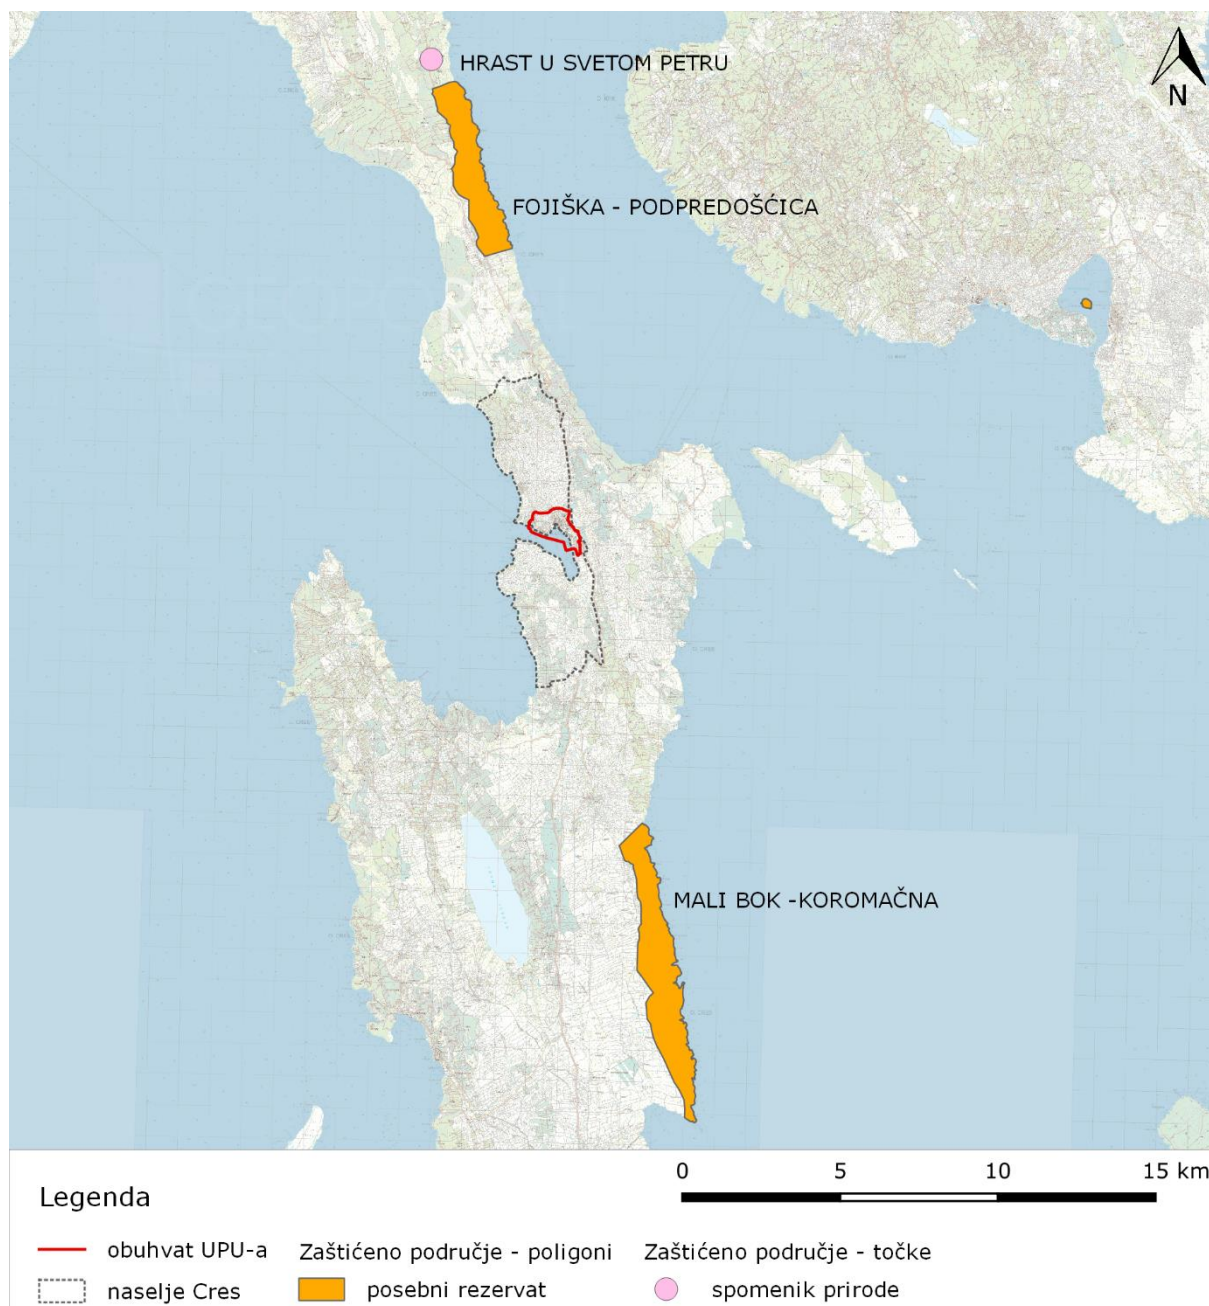 HRAST U SVETOM PETRU
N
FOJIŠKA - PODPREDOŠĆICA
MALI BOK -KOROMAČNA
0 5 10 15 km
Legenda
obuhvat UPU-a
Zaštićeno područje - poligoni
Zaštićeno područje - točke
naselje Cres
posebni rezervat
spomenik prirode